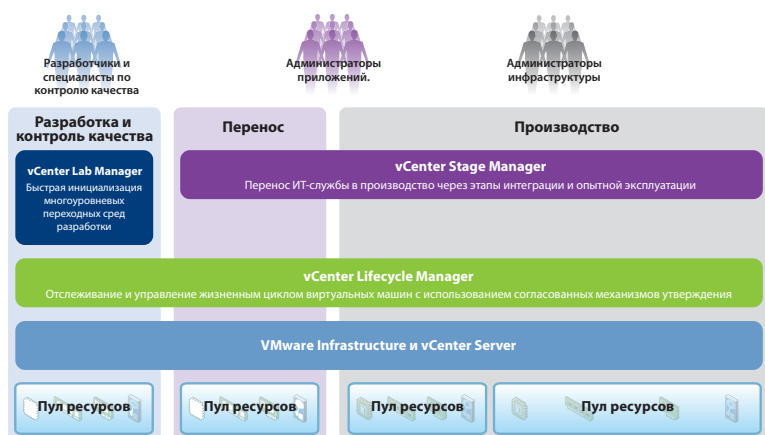 Разработчики и
специалисты по
контролю качества
Администраторы
приложений.
Администраторы
инфраструктуры
Разработка и
контроль качества
Перенос
Производство
vCenter Lab Manager
Быстрая инициализация
многоуровневых
переходных сред
разработки
vCenter Stage Manager
Перенос ИТ-службы в производство через этапы интеграции и опытной эксплуатации
vCenter Lifecycle Manager
Отслеживание и управление жизненным циклом виртуальных машин с использованием согласованных механизмов утверждения
VMware Infrastructure и vCenter Server
Пул ресурсов
Пул ресурсов
Пул ресурсов
Пул ресурсов